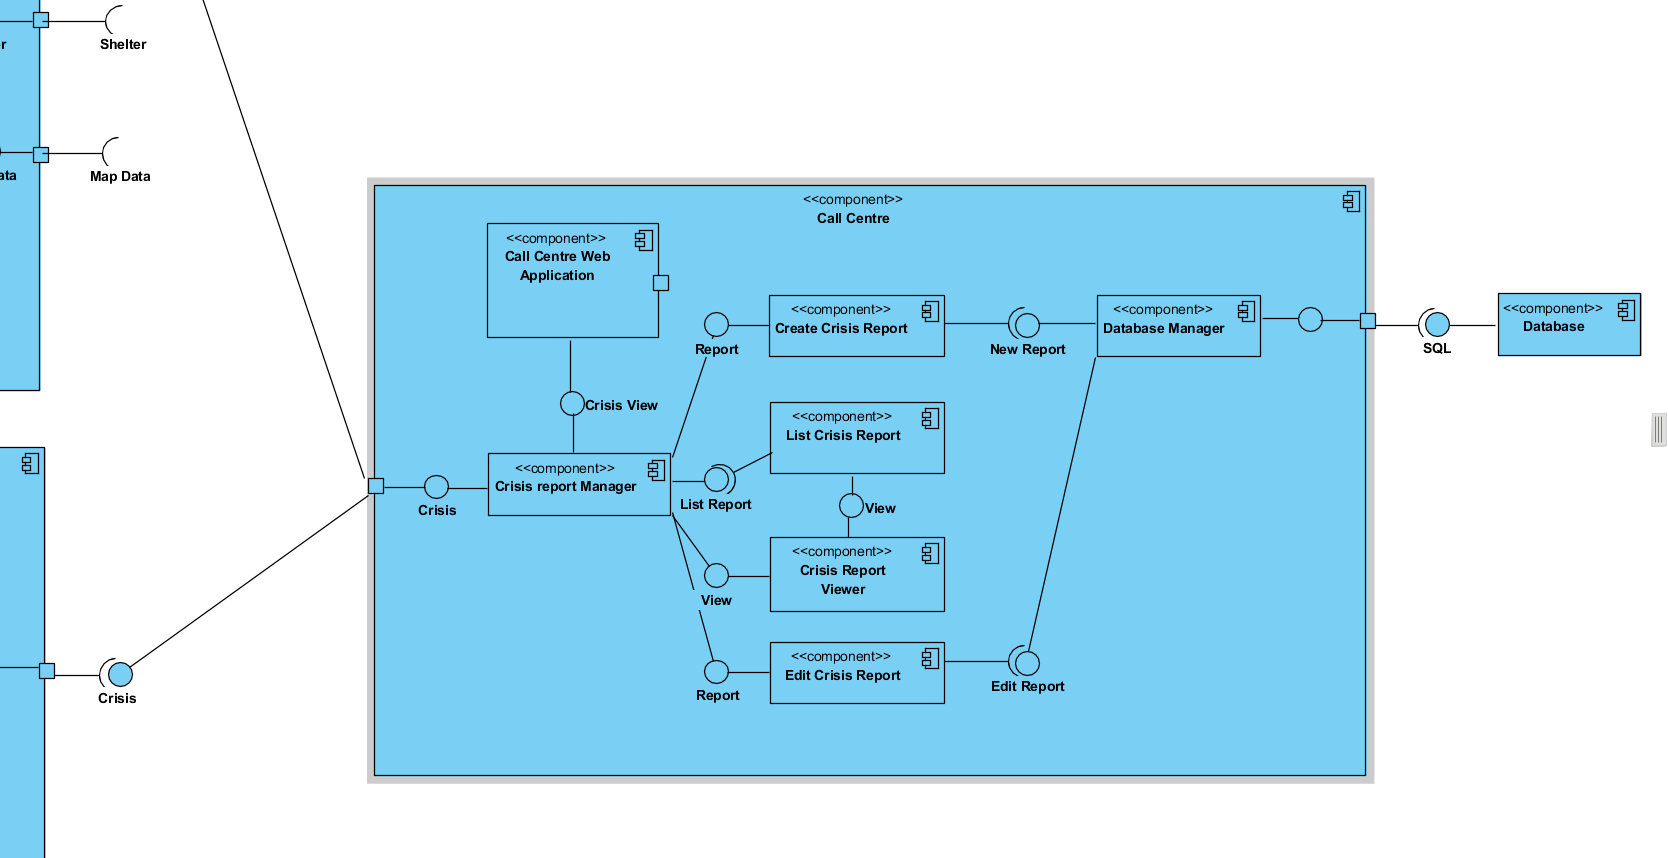 Shelter
r
Map Data
ata
<<component>>
Call Centre
<<component>>
Call Centre Web
Application
<<component>>
Create Crisis Report
<<component>>
Database Manager
<<component>>
Database
Report
New Report
SQL
Crisis View
<<component>>
List Crisis Report
<<component>>
Crisis report Manager
Crisis
List Report
View
<<component>>
Crisis Report
Viewer
View
<<component>>
Edit Crisis Report
Report
Edit Report
Crisis